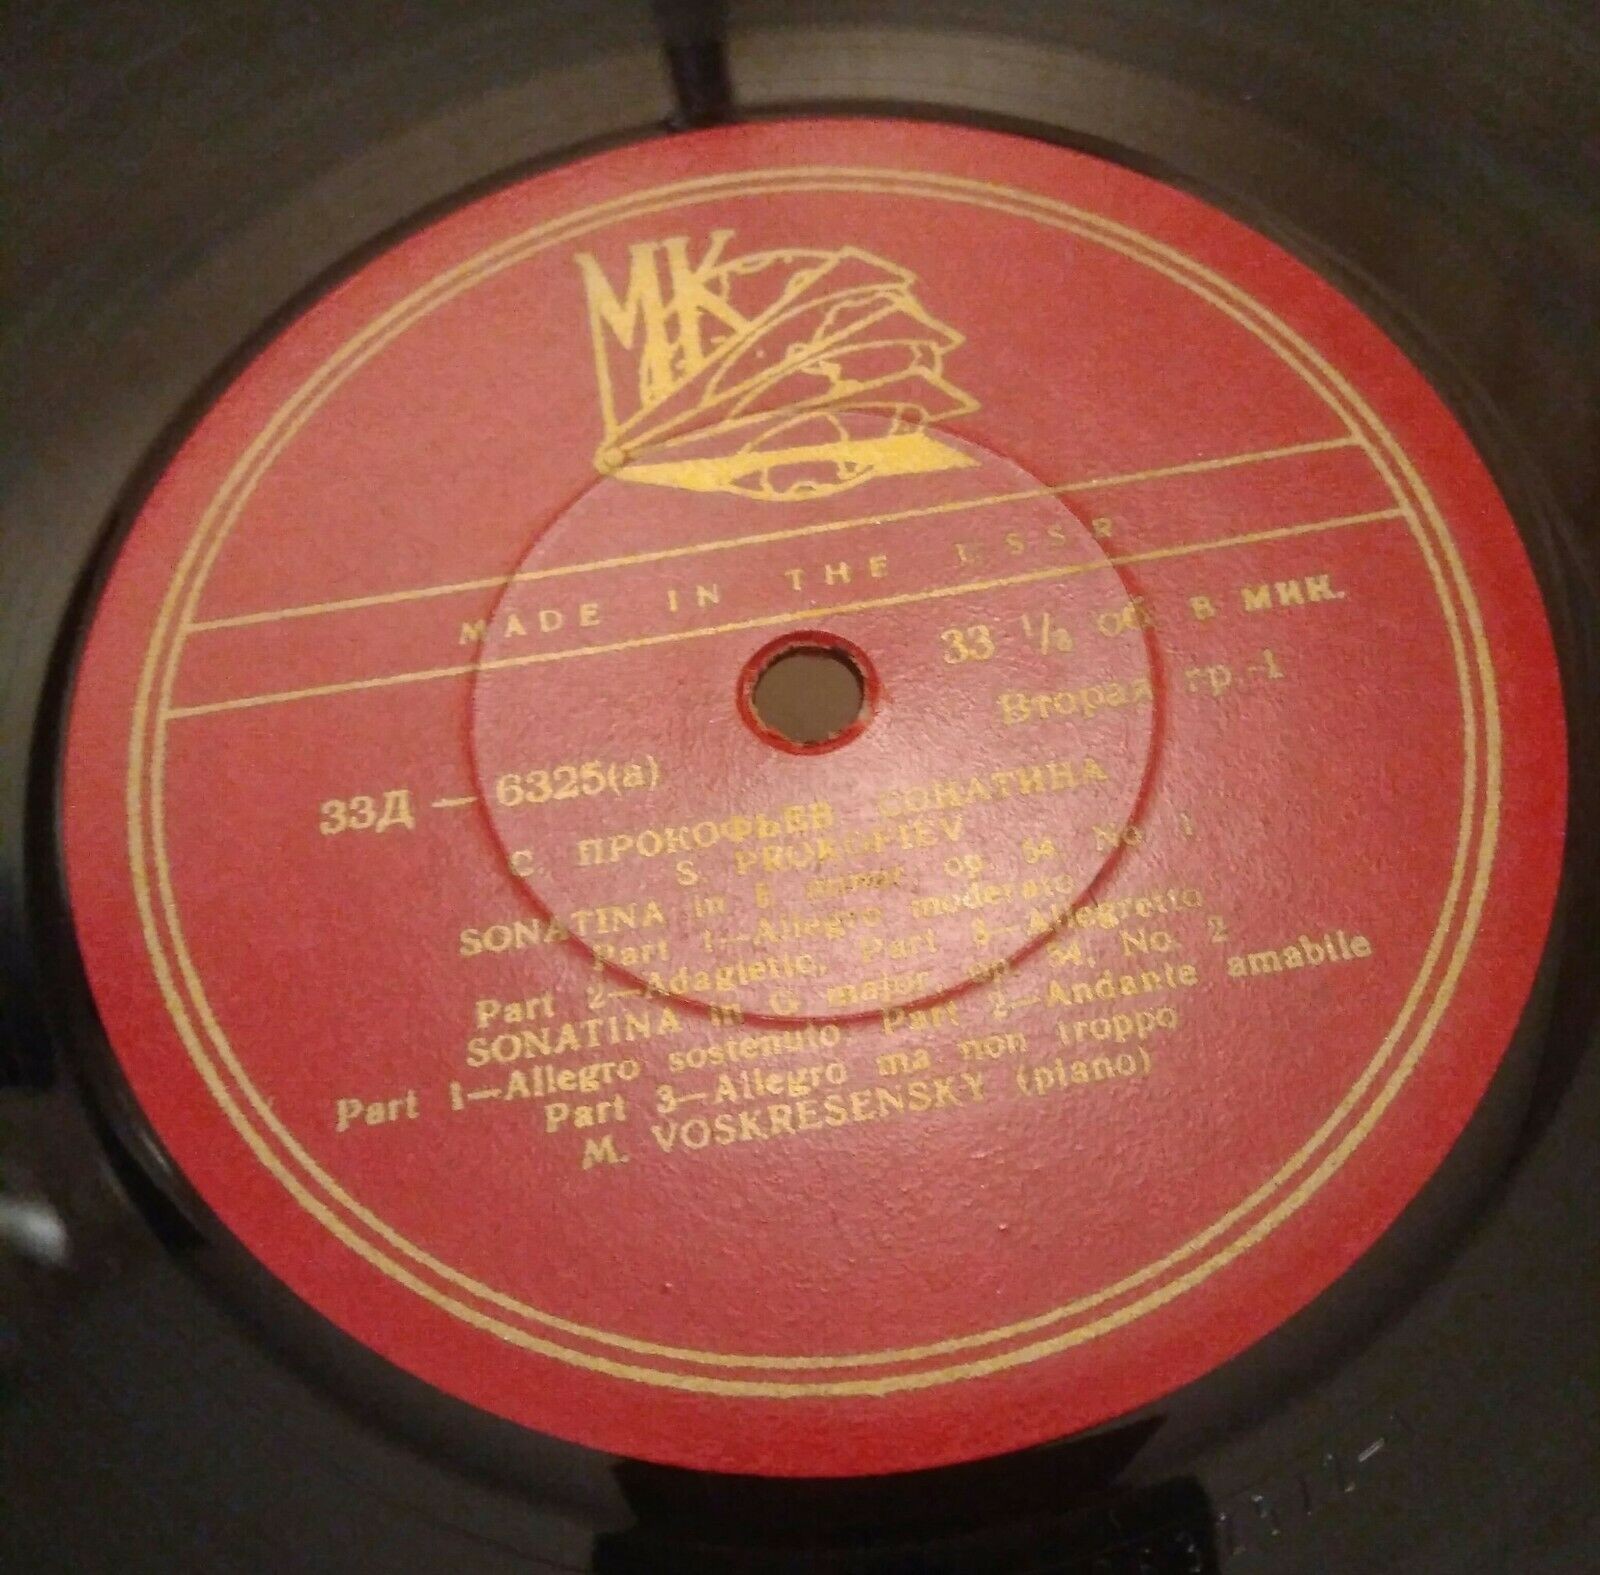 МК
MADE IN THE USSR
33 ⅓ об. в мин.
Вторая гр.-1
33Д — 6325(а)
С. ПРОКОФЬЕВ СОНАТИНА
S. PROKOFIEV
SONATINA in E minor, op. 54, No. 1
Part 1—Allegro moderato
Part 2—Adagietto, Part 3—Allegretto
SONATINA in G major, op. 54, No. 2
Part 1—Allegro sostenuto, Part 2—Andante amabile
Part 3—Allegro ma non troppo
M. VOSKRESENSKY (piano)